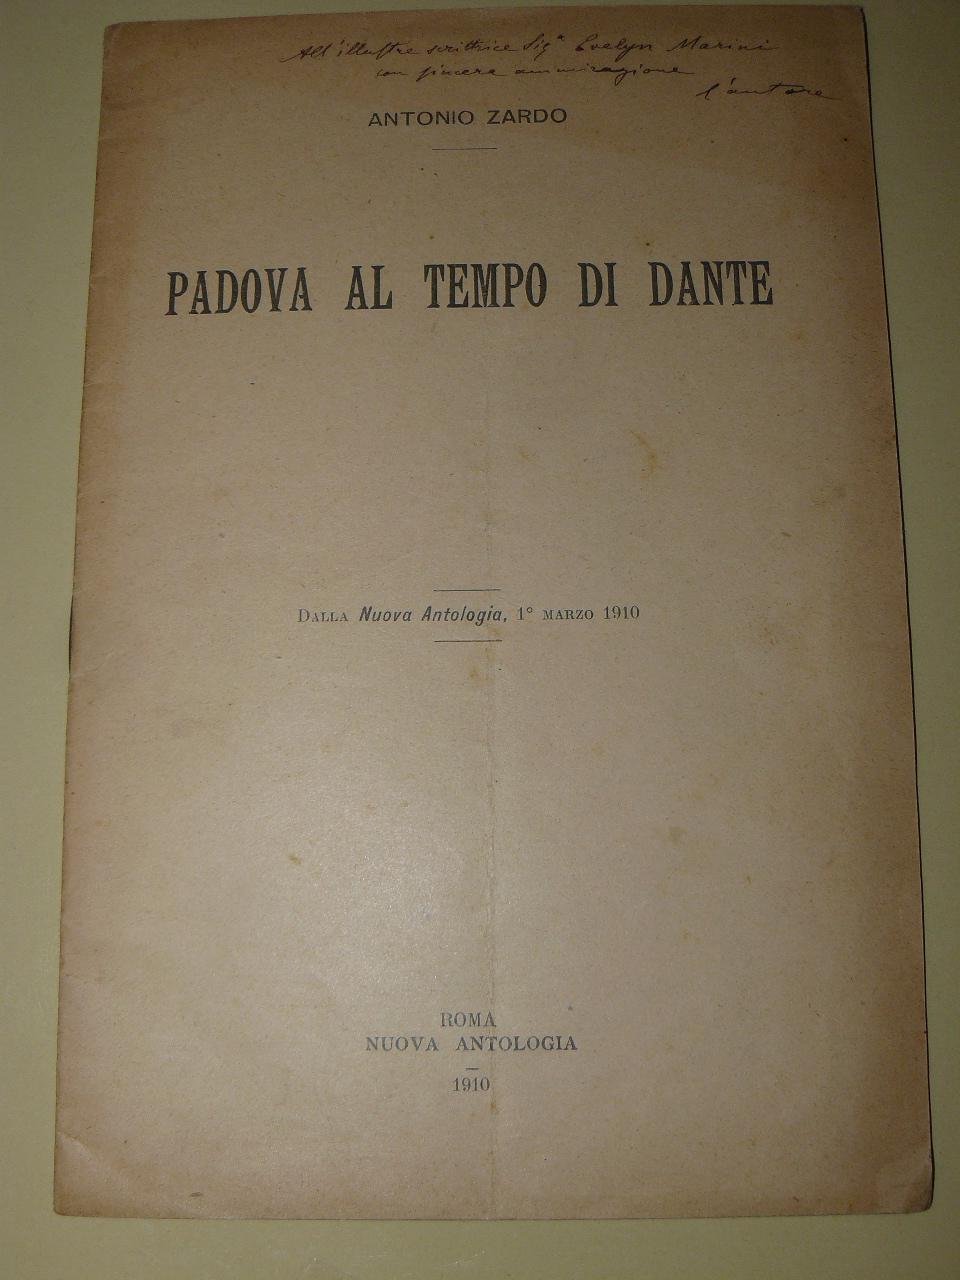 All'illustre scrittrice Sigª Evelyn Marini
con sincera ammirazione
l'autore
ANTONIO ZARDO
PADOVA AL TEMPO DI DANTE
DALLA Nuova Antologia, 1° MARZO 1910
ROMA
NUOVA ANTOLOGIA
1910